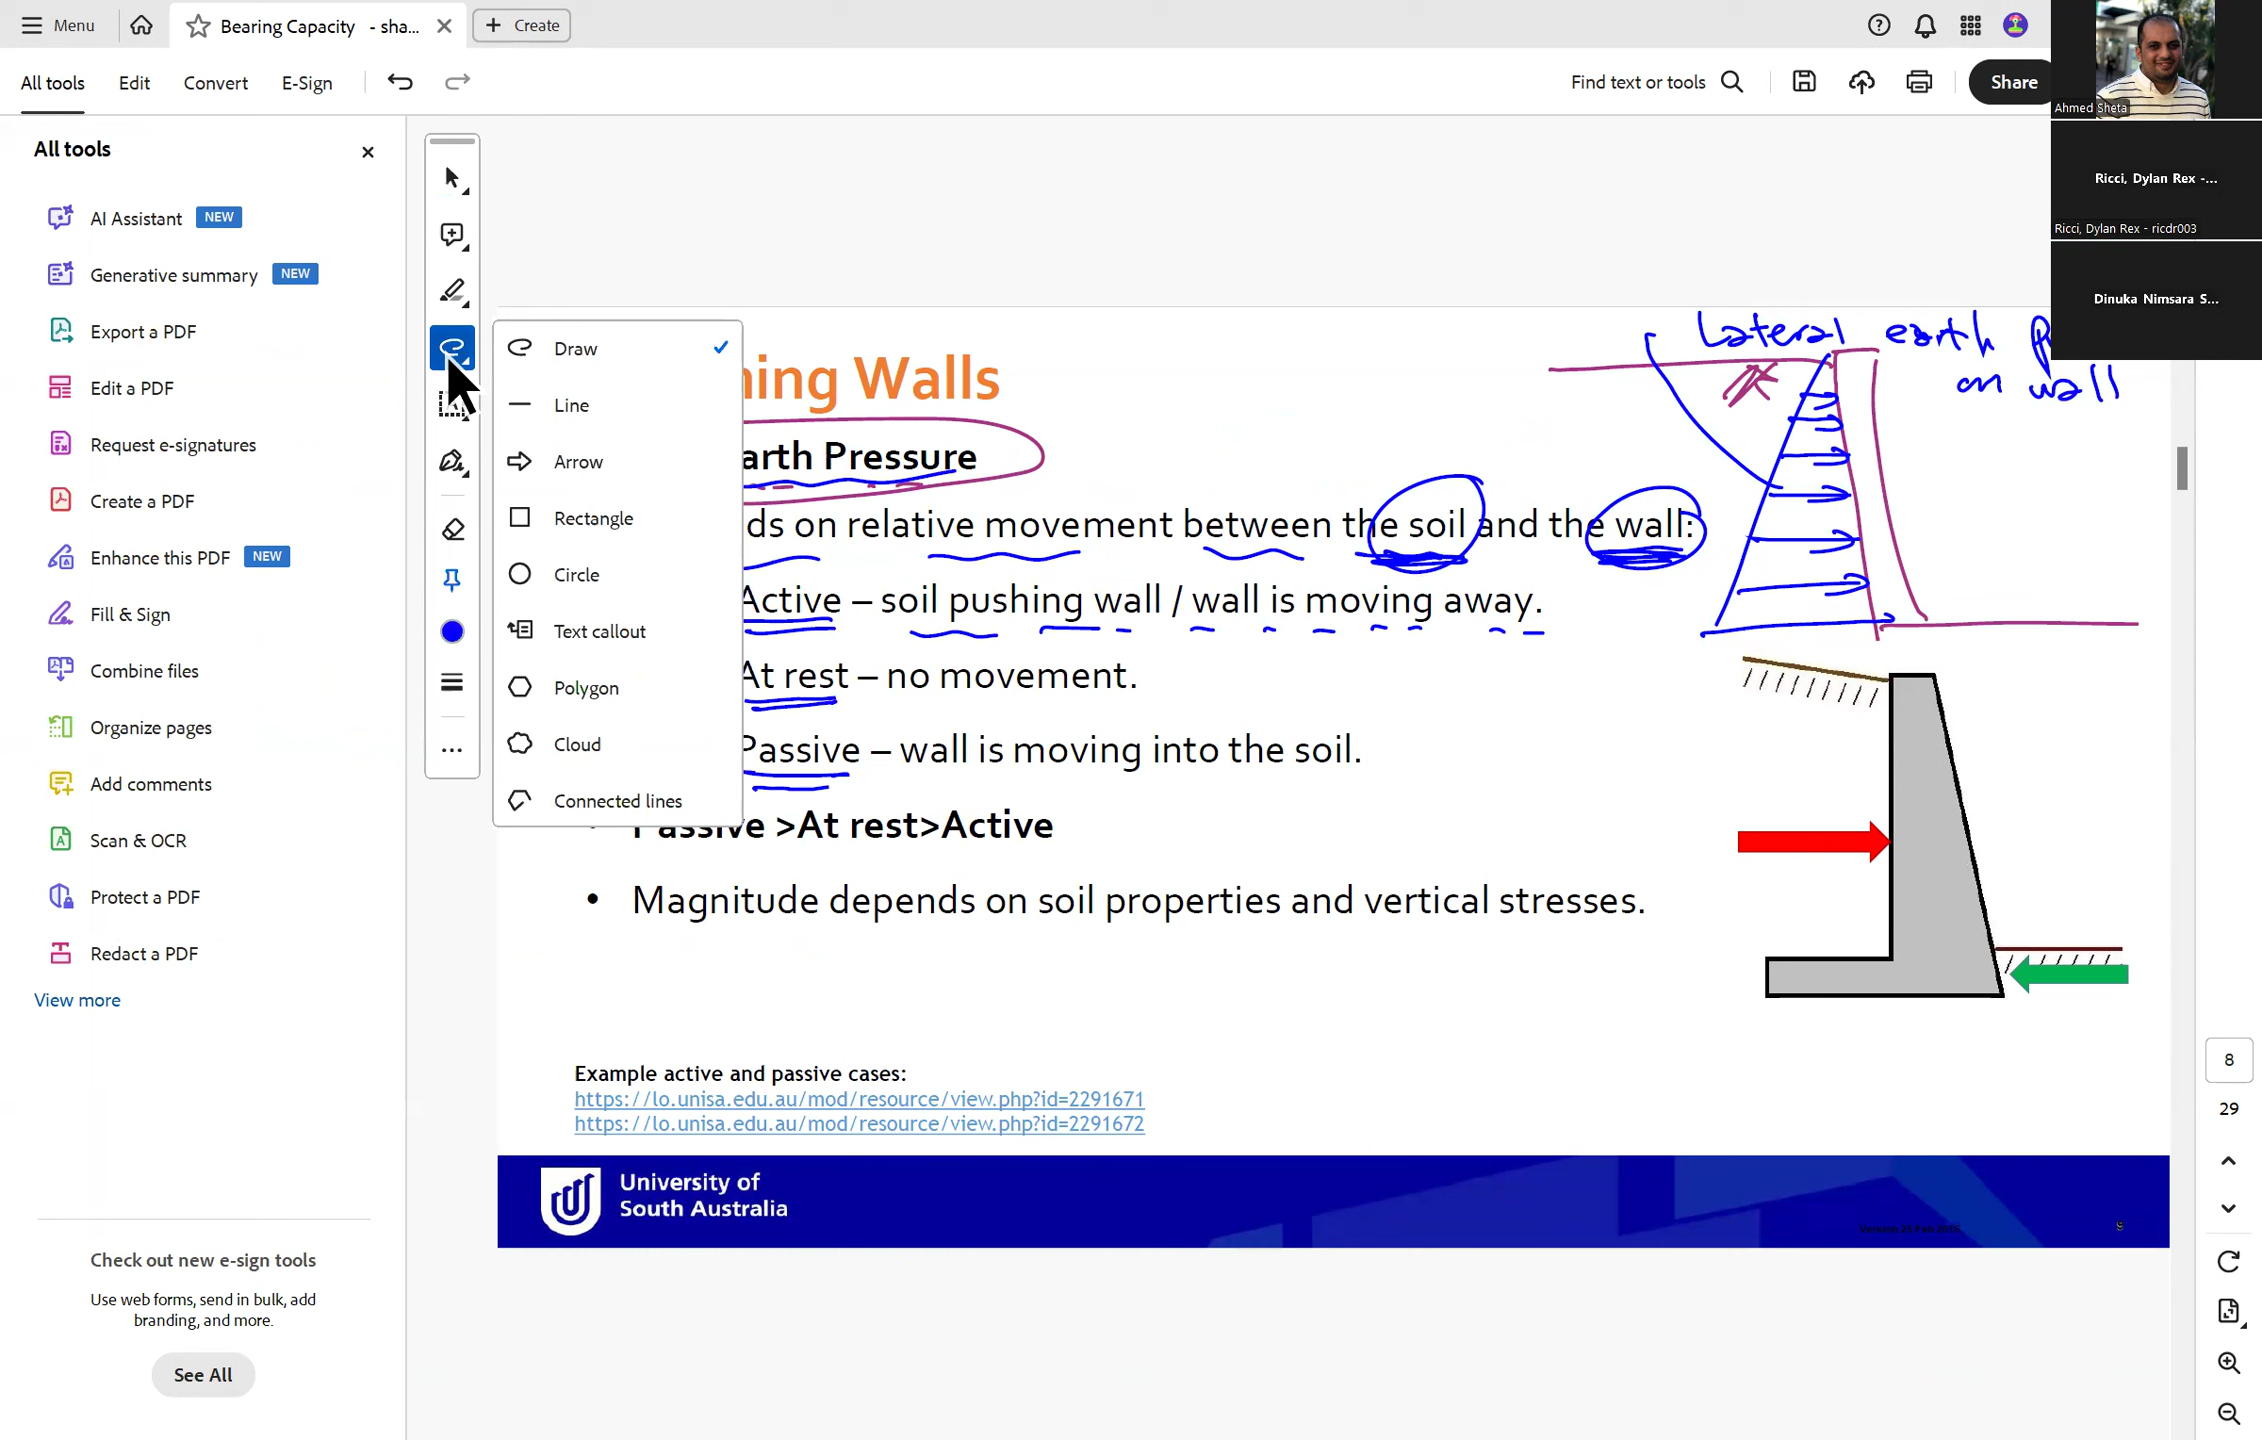 Menu
Bearing Capacity - sha...
Create
All tools
Edit
Convert
E-Sign
Find text or tools
Share
Ahmed Sheta
Ricci, Dylan Rex -...
Ricci, Dylan Rex - ricdr003
Dinuka Nimsara S...
All tools
AI Assistant NEW
Generative summary NEW
Export a PDF
Edit a PDF
Request e-signatures
Create a PDF
Enhance this PDF NEW
Fill & Sign
Combine files
Organize pages
Add comments
Scan & OCR
Protect a PDF
Redact a PDF
View more
Check out new e-sign tools
Use web forms, send in bulk, add
branding, and more.
See All
Draw
Line
Arrow
Rectangle
Circle
Text callout
Polygon
Cloud
Connected lines
ning Walls
arth Pressure
ds on relative movement between the soil and the wall:
Active – soil pushing wall / wall is moving away.
At rest – no movement.
Passive – wall is moving into the soil.
Passive >At rest>Active
• Magnitude depends on soil properties and vertical stresses.
Lateral earth P
on wall
Example active and passive cases:
https://lo.unisa.edu.au/mod/resource/view.php?id=2291671
https://lo.unisa.edu.au/mod/resource/view.php?id=2291672
University of
South Australia
9
8
29